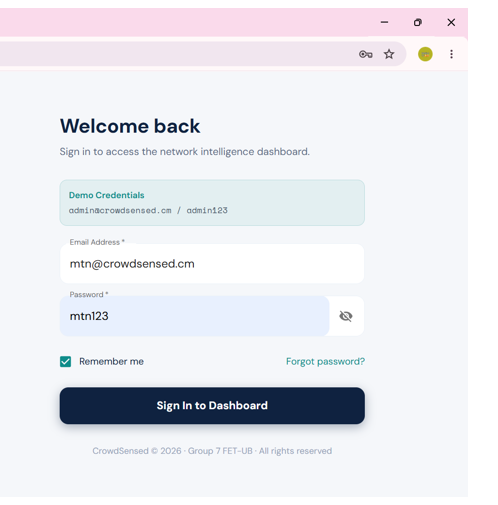 Welcome back
Sign in to access the network intelligence dashboard.
Demo Credentials
admin@crowdsensed.cm / admin123
Email Address *
mtn@crowdsensed.cm
Password *
mtn123
Remember me
Forgot password?
Sign In to Dashboard
CrowdSensed © 2026 · Group 7 FET-UB · All rights reserved